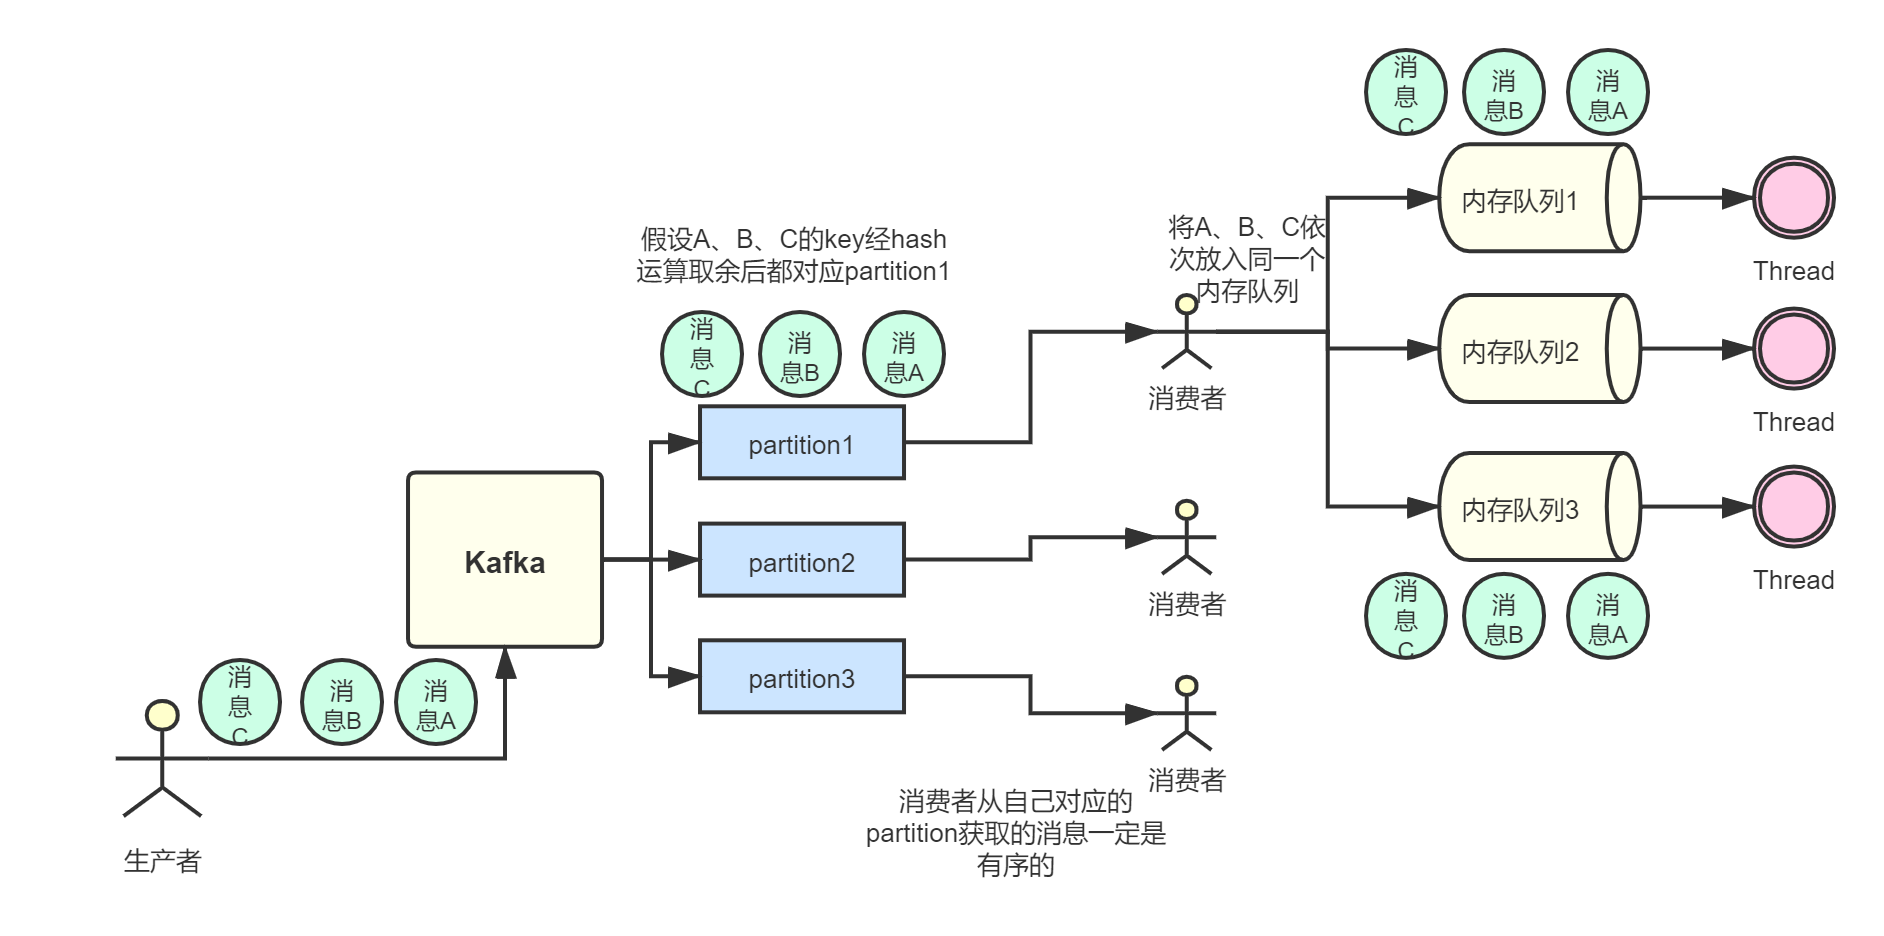 消
息
C
消
息B
消
息A
生产者
Kafka
假设A、B、C的key经hash
运算取余后都对应partition1
消
息
C
消
息B
消
息A
partition1
partition2
partition3
将A、B、C依
次放入同一个
内存队列
消费者
消费者
消费者
消费者从自己对应的
partition获取的消息一定是
有序的
消
息
C
消
息B
消
息A
内存队列1
Thread
内存队列2
Thread
内存队列3
Thread
消
息
C
消
息B
消
息A